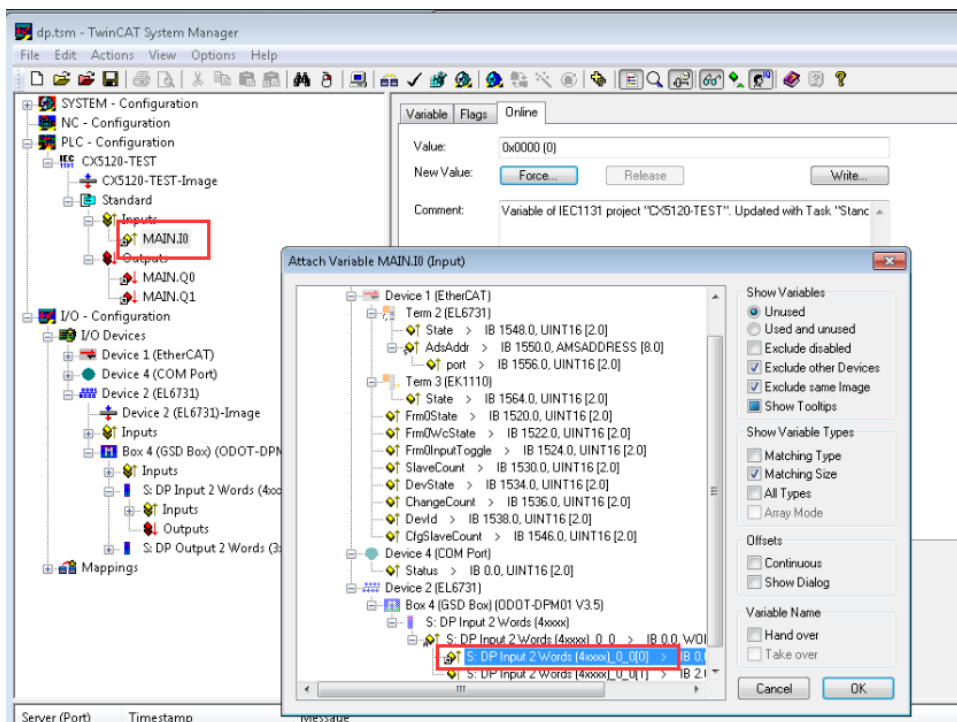 dp.tsm - TwinCAT System Manager
File Edit Actions View Options Help
SYSTEM - Configuration
NC - Configuration
PLC - Configuration
CX5120-TEST
CX5120-TEST-Image
Standard
Inputs
MAIN.I0
Outputs
MAIN.Q0
MAIN.Q1
I/O - Configuration
I/O Devices
Device 1 (EtherCAT)
Device 4 (COM Port)
Device 2 (EL6731)
Device 2 (EL6731)-Image
Inputs
Box 4 (GSD Box) (ODOT-DPM
Inputs
S: DP Input 2 Words (4xxx
Inputs
Outputs
S: DP Output 2 Words (3x
Mappings
Variable Flags Online
Value: 0x0000 (0)
New Value: Force... Release Write...
Comment: Variable of IEC1131 project "CX5120-TEST". Updated with Task "Stanc
Attach Variable MAIN.I0 (Input)
Device 1 (EtherCAT)
Term 2 (EL6731)
State > IB 1548.0, UINT16 [2.0]
AdsAddr > IB 1550.0, AMSADDRESS [8.0]
port > IB 1556.0, UINT16 [2.0]
Term 3 (EK1110)
State > IB 1564.0, UINT16 [2.0]
Frm0State > IB 1520.0, UINT16 [2.0]
Frm0WcState > IB 1522.0, UINT16 [2.0]
Frm0InputToggle > IB 1524.0, UINT16 [2.0]
SlaveCount > IB 1530.0, UINT16 [2.0]
DevState > IB 1534.0, UINT16 [2.0]
ChangeCount > IB 1536.0, UINT16 [2.0]
DevId > IB 1538.0, UINT16 [2.0]
CfgSlaveCount > IB 1546.0, UINT16 [2.0]
Device 4 (COM Port)
Status > IB 0.0, UINT16 [2.0]
Device 2 (EL6731)
Box 4 (GSD Box) (ODOT-DPM01 V3.5)
S: DP Input 2 Words (4xxxx)
S: DP Input 2 Words (4xxxx)_0_0 > IB 0.0, WOI
S: DP Input 2 Words (4xxxx)_0_0[0] > IB 0.
S: DP Input 2 Words (4xxxx)_0_0[1] > IB 2.
Show Variables
Unused
Used and unused
Exclude disabled
Exclude other Devices
Exclude same Image
Show Tooltips
Show Variable Types
Matching Type
Matching Size
All Types
Array Mode
Offsets
Continuous
Show Dialog
Variable Name
Hand over
Take over
Cancel OK
Server (Port) Timestamp Message